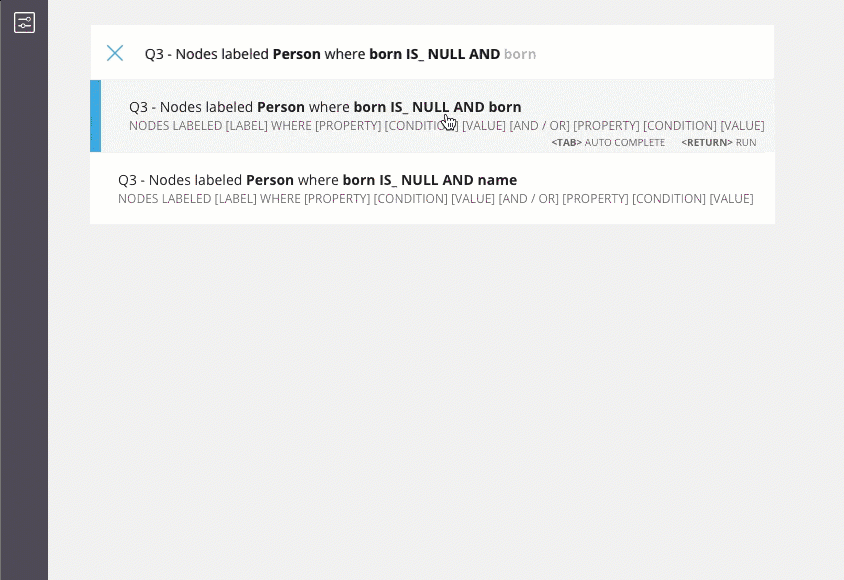 Q3 - Nodes labeled Person where born IS_ NULL AND born
Q3 - Nodes labeled Person where born IS_ NULL AND born
NODES LABELED [LABEL] WHERE [PROPERTY] [CONDITION] [VALUE] [AND / OR] [PROPERTY] [CONDITION] [VALUE]
<TAB> AUTO COMPLETE <RETURN> RUN
Q3 - Nodes labeled Person where born IS_ NULL AND name
NODES LABELED [LABEL] WHERE [PROPERTY] [CONDITION] [VALUE] [AND / OR] [PROPERTY] [CONDITION] [VALUE]